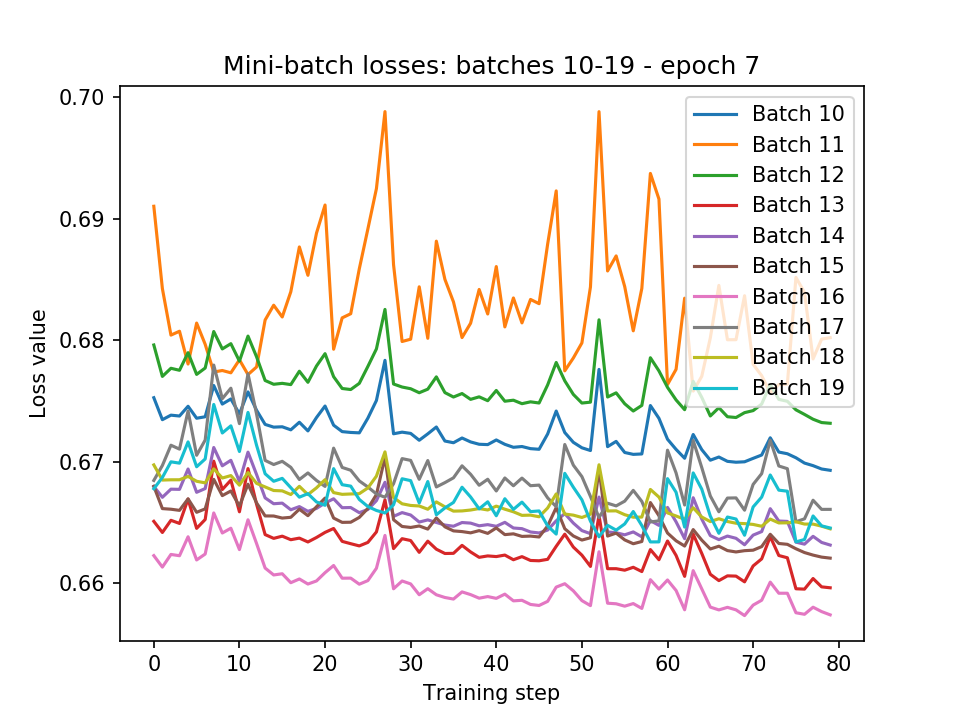 Mini-batch losses: batches 10-19 - epoch 7
0.70
0.69
0.68
0.67
0.66
Loss value
0 10 20 30 40 50 60 70 80
Training step
Batch 10
Batch 11
Batch 12
Batch 13
Batch 14
Batch 15
Batch 16
Batch 17
Batch 18
Batch 19